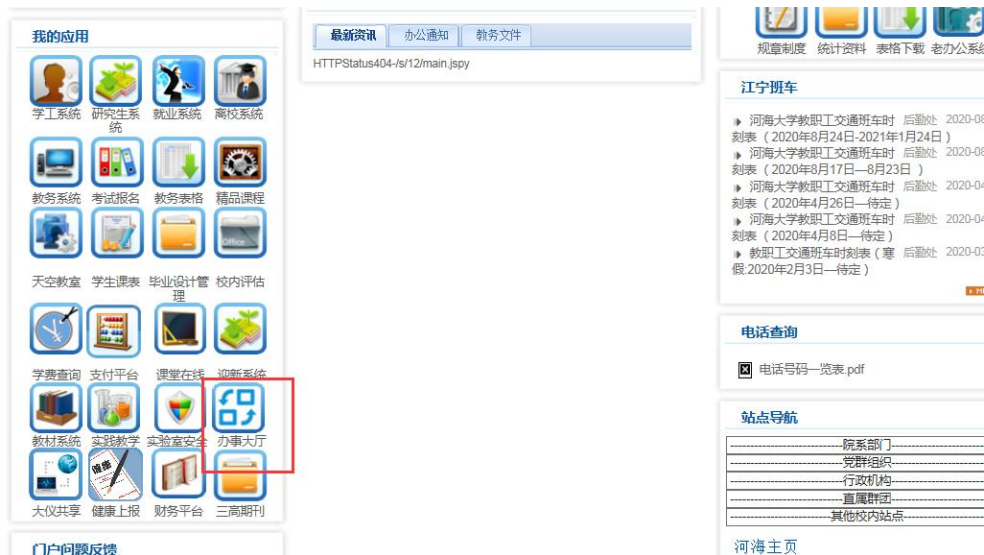 我的应用
学工系统 研究生系统 就业系统 离校系统
教务系统 考试报名 教务表格 精品课程
Office
天空教室 学生课表 毕业设计管理 校内评估
学费查询 支付平台 课堂在线 迎新系统
教材系统 实践教学 实验室安全 办事大厅
健康
大仪共享 健康上报 财务平台 三高期刊
门户问题反馈
最新资讯 办公通知 教务文件
HTTPStatus404-/s/12/main.jspy
规章制度 统计资料 表格下载 老办公系统
江宁班车
河海大学教职工交通班车时 后勤处 2020-08
刻表（2020年8月24日-2021年1月24日）
河海大学教职工交通班车时 后勤处 2020-08
刻表（2020年8月17日—8月23日 ）
河海大学教职工交通班车时 后勤处 2020-04
刻表（2020年4月26日—待定）
河海大学教职工交通班车时 后勤处 2020-04
刻表（2020年4月8日—待定）
教职工交通班车时刻表（寒 后勤处 2020-03
假:2020年2月3日—待定）
电话查询
电话号码一览表.pdf
站点导航
院系部门
党群组织
行政机构
直属群团
其他校内站点
河海主页